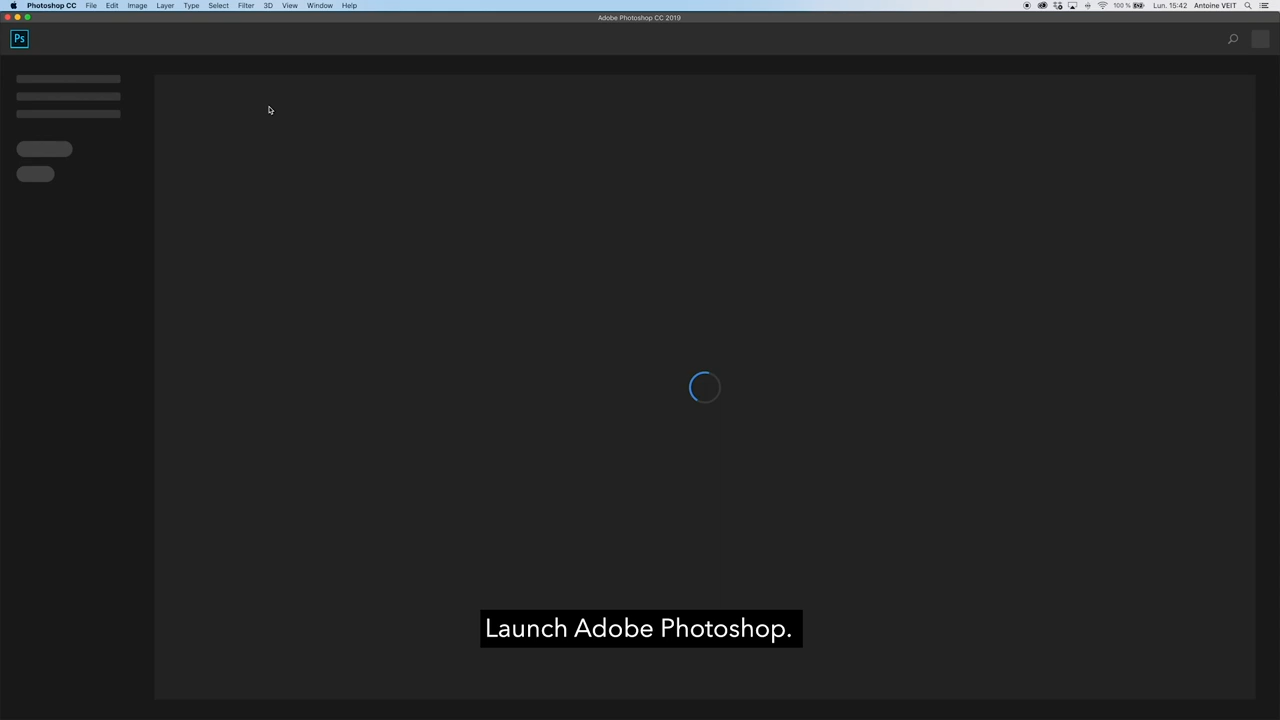 Photoshop CC File Edit Image Layer Type Select Filter 3D View Window Help 100 % Lun. 15:42 Antoine VEIT
Adobe Photoshop CC 2019
Ps
Launch Adobe Photoshop.